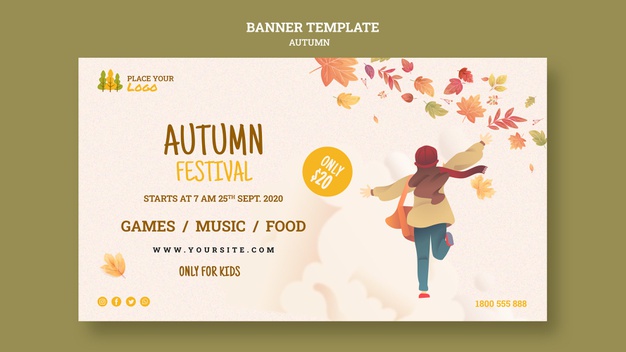 BANNER TEMPLATE
AUTUMN
PLACE YOUR
LOGO
AUTUMN
FESTIVAL
ONLY
$20
STARTS AT 7 AM 25TH SEPT. 2020
GAMES / MUSIC / FOOD
WWW.YOURSITE.COM
ONLY FOR KIDS
1800 555 888